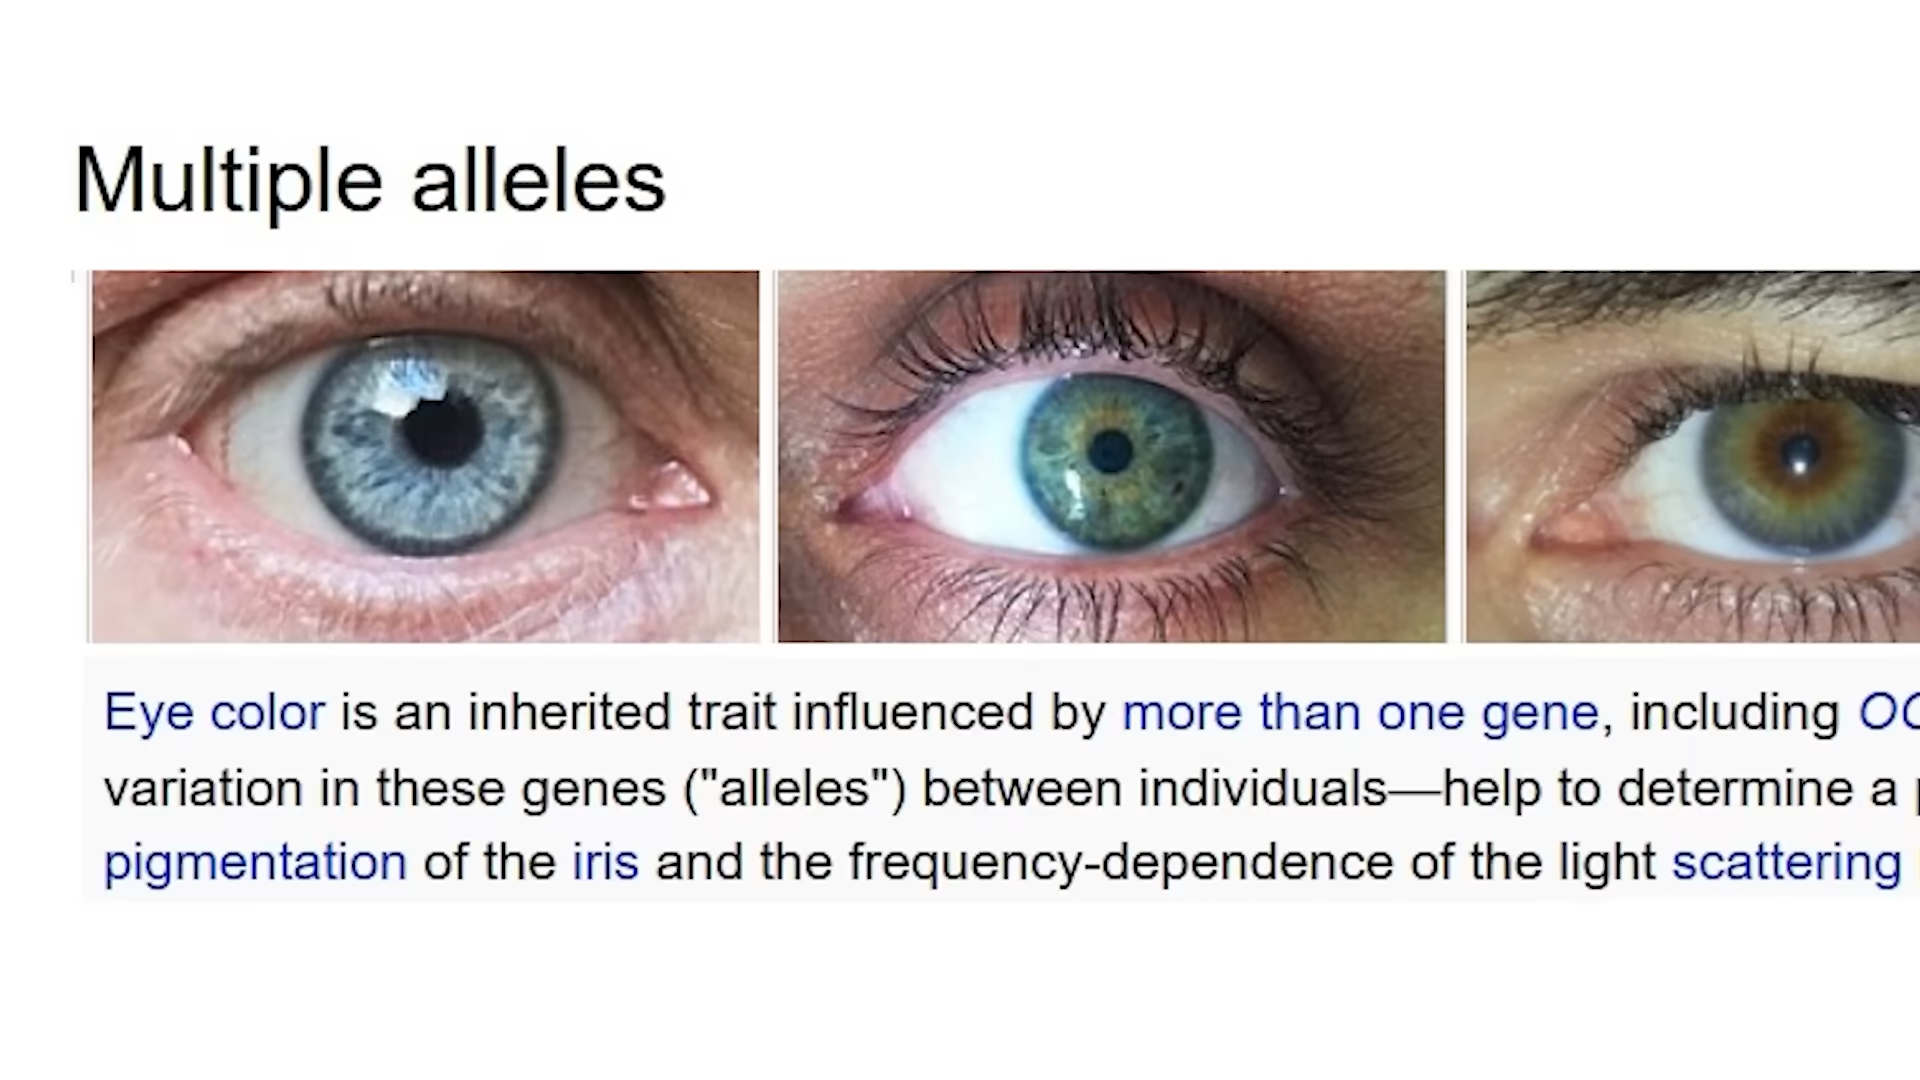 Multiple alleles
Eye color is an inherited trait influenced by more than one gene, including
variation in these genes ("alleles") between individuals—help to determine a
pigmentation of the iris and the frequency-dependence of the light scattering